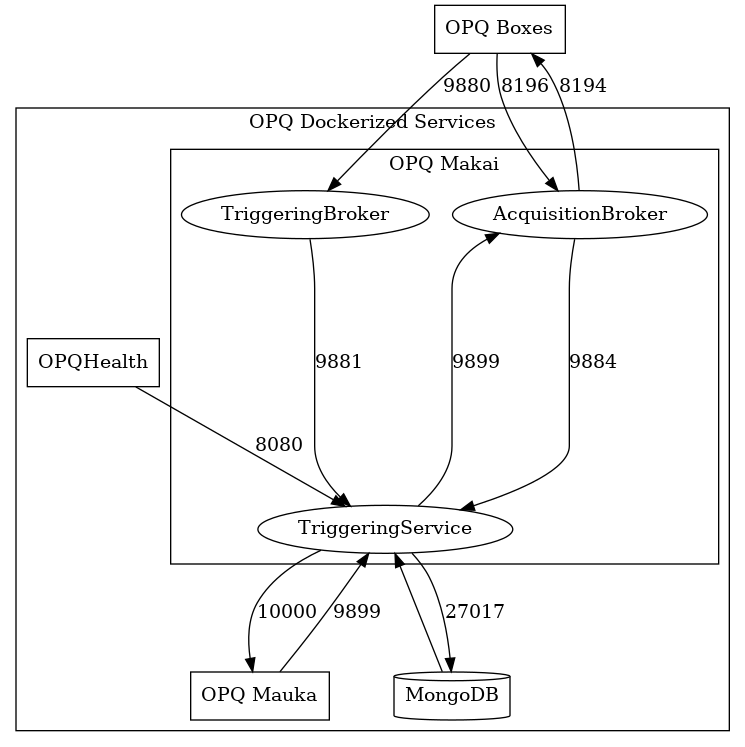 OPQ Boxes
9880
8196
8194
OPQ Dockerized Services
OPQ Makai
TriggeringBroker
AcquisitionBroker
OPQHealth
9881
9899
9884
8080
TriggeringService
10000
9899
27017
OPQ Mauka
MongoDB